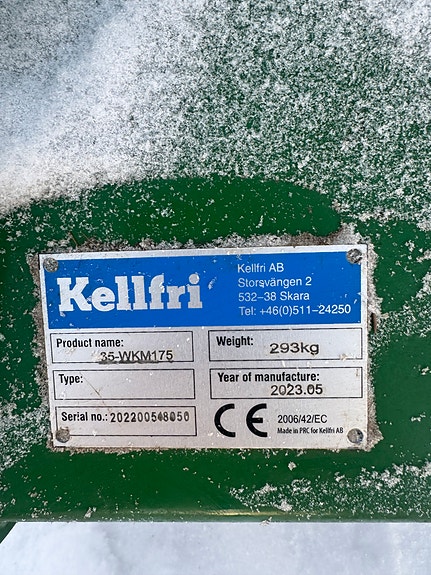 Kellfri
Kellfri AB
Storsvängen 2
532–38 Skara
Tel: +46(0)511–24250
Product name:
35-WKM175
Weight:
293kg
Type:
Year of manufacture:
2023.05
Serial no.: 202200548050
CE
2006/42/EC
Made in PRC for Kellfri AB